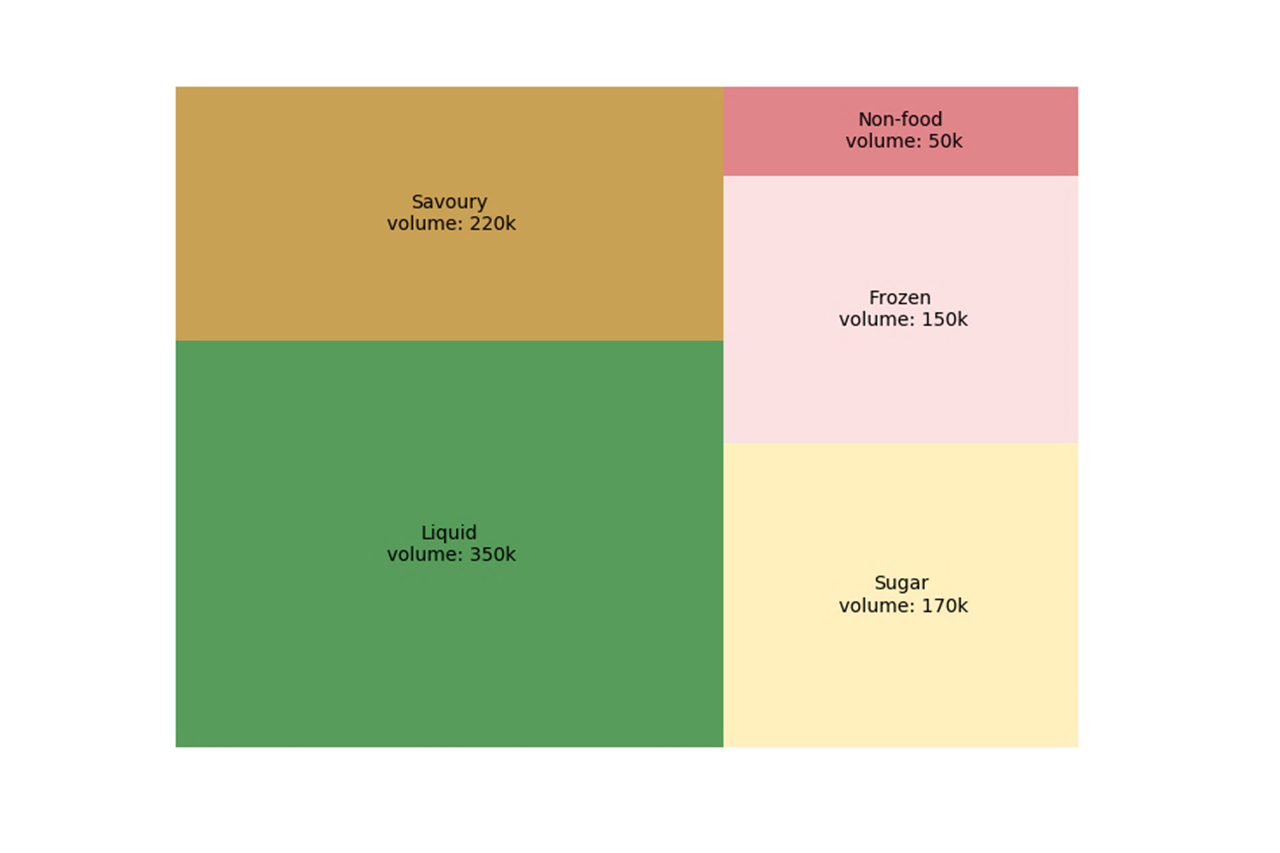 Savoury
volume: 220k
Liquid
volume: 350k
Non-food
volume: 50k
Frozen
volume: 150k
Sugar
volume: 170k